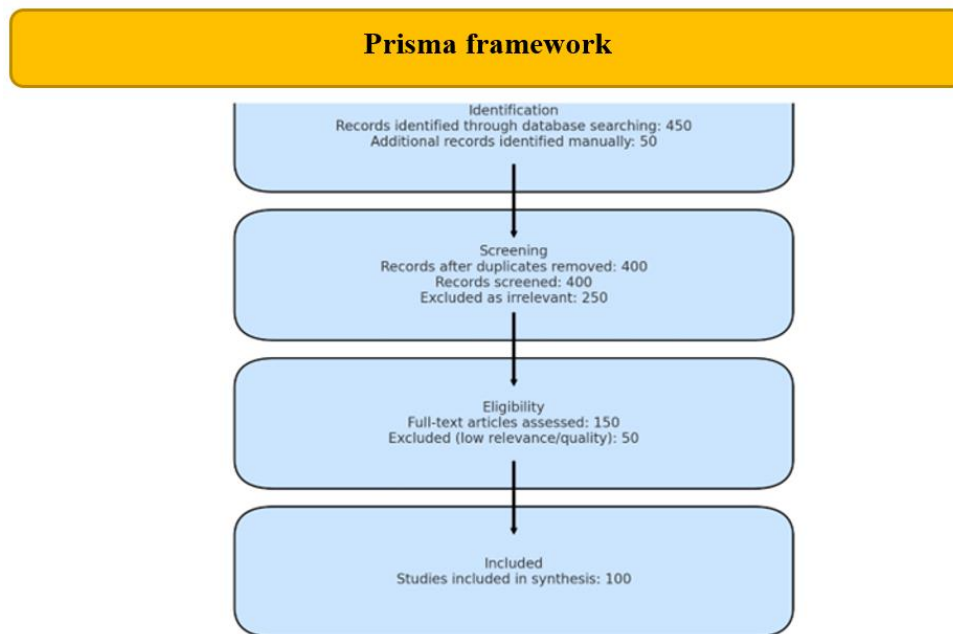 Prisma framework
Identification
Records identified through database searching: 450
Additional records identified manually: 50
Screening
Records after duplicates removed: 400
Records screened: 400
Excluded as irrelevant: 250
Eligibility
Full-text articles assessed: 150
Excluded (low relevance/quality): 50
Included
Studies included in synthesis: 100